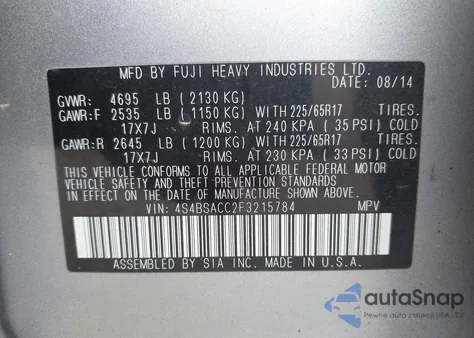 MFD BY FUJI HEAVY INDUSTRIES LTD.
DATE: 08/14
GVWR: 4695 LB ( 2130 KG)
GAWR:F 2535 LB ( 1150 KG) WITH 225/65R17 TIRES.
17X7J RIMS. AT 240 KPA ( 35 PSI) COLD
GAWR:R 2645 LB ( 1200 KG) WITH 225/65R17 TIRES.
17X7J RIMS. AT 230 KPA ( 33 PSI) COLD
THIS VEHICLE CONFORMS TO ALL APPLICABLE FEDERAL MOTOR
VEHICLE SAFETY AND THEFT PREVENTION STANDARDS IN
EFFECT ON THE DATE OF MANUFACTURE SHOWN ABOVE.
VIN: 4S4BSACC2F3215784 MPV
ASSEMBLED BY SIA INC. MADE IN U.S.A.
autoSnap
Pewne auta z USA i EU